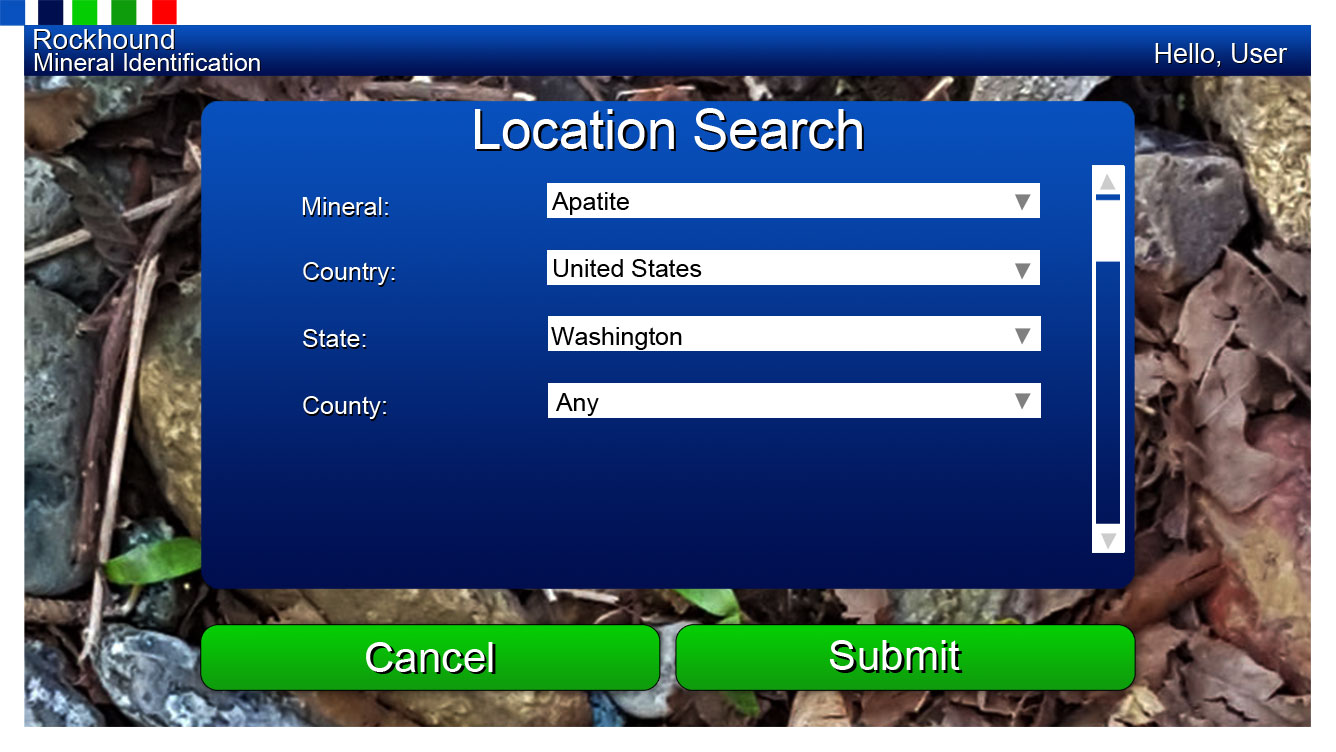 Rockhound
Mineral Identification
Hello, User
Location Search
Mineral: Apatite
Country: United States
State: Washington
County: Any
Cancel
Submit